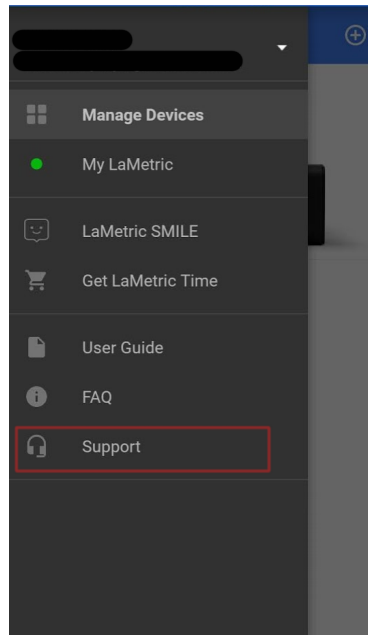 Manage Devices
My LaMetric
LaMetric SMILE
Get LaMetric Time
User Guide
FAQ
Support